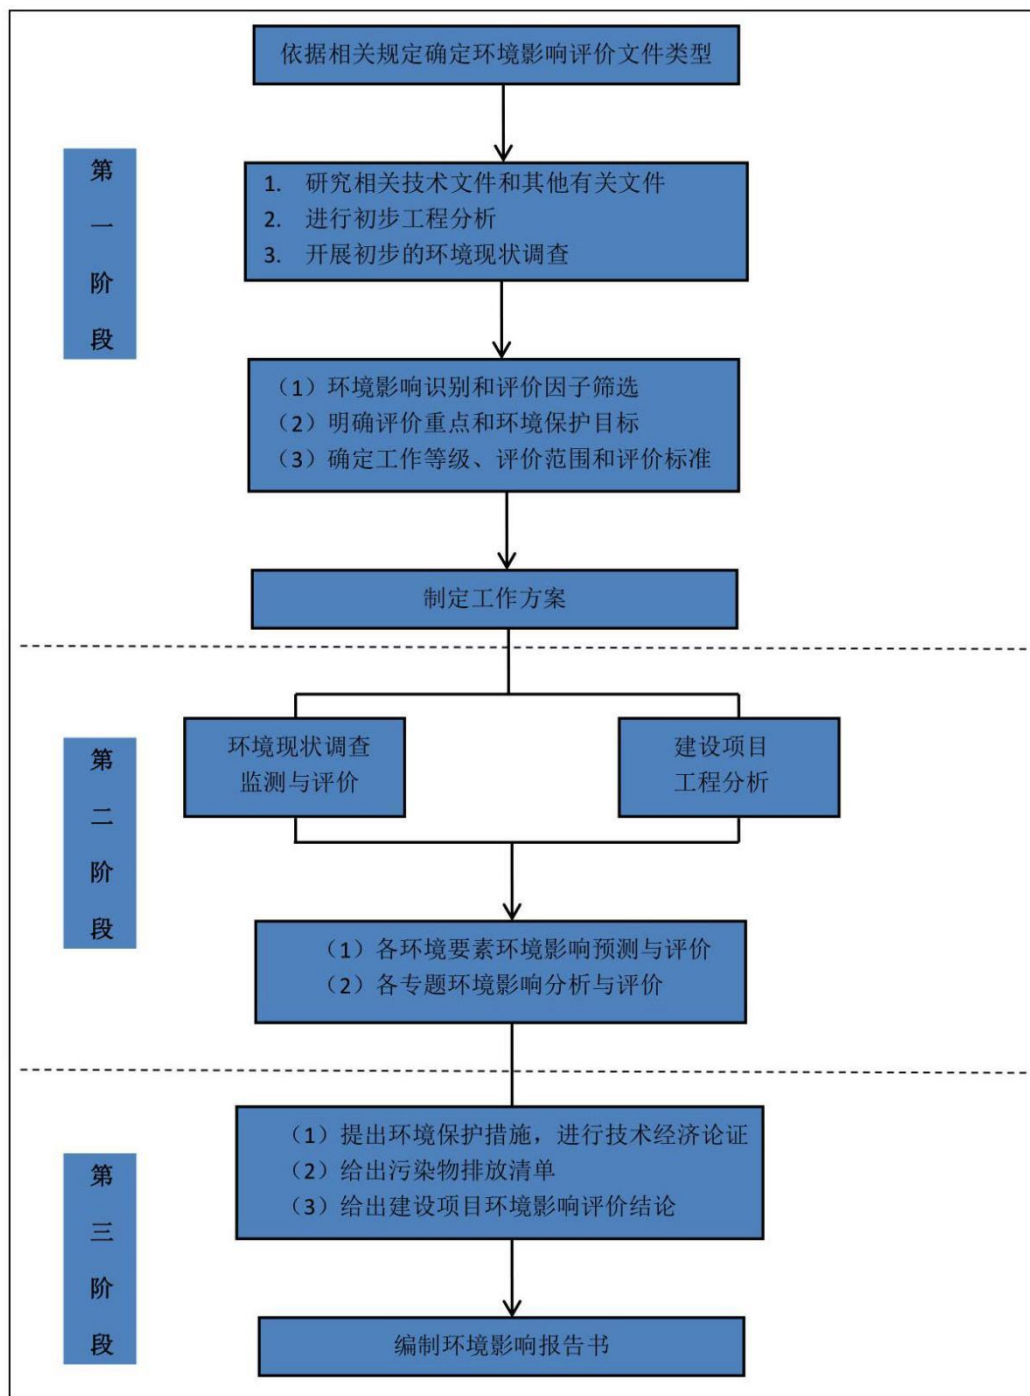 依据相关规定确定环境影响评价文件类型
第一阶段
1. 研究相关技术文件和其他有关文件
2. 进行初步工程分析
3. 开展初步的环境现状调查
（1）环境影响识别和评价因子筛选
（2）明确评价重点和环境保护目标
（3）确定工作等级、评价范围和评价标准
制定工作方案
第二阶段
环境现状调查
监测与评价
建设项目
工程分析
（1）各环境要素环境影响预测与评价
（2）各专题环境影响分析与评价
第三阶段
（1）提出环境保护措施，进行技术经济论证
（2）给出污染物排放清单
（3）给出建设项目环境影响评价结论
编制环境影响报告书